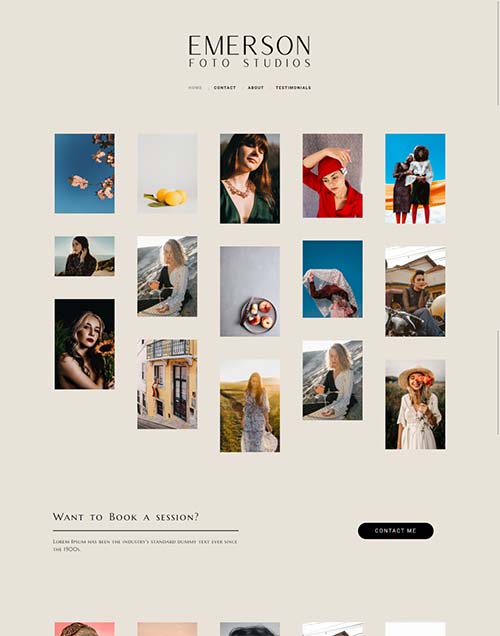 EMERSON
FOTO STUDIOS
HOME CONTACT ABOUT TESTIMONIALS
Want to Book a session?
Lorem Ipsum has been the industry's standard dummy text ever since
the 1500s.
CONTACT ME